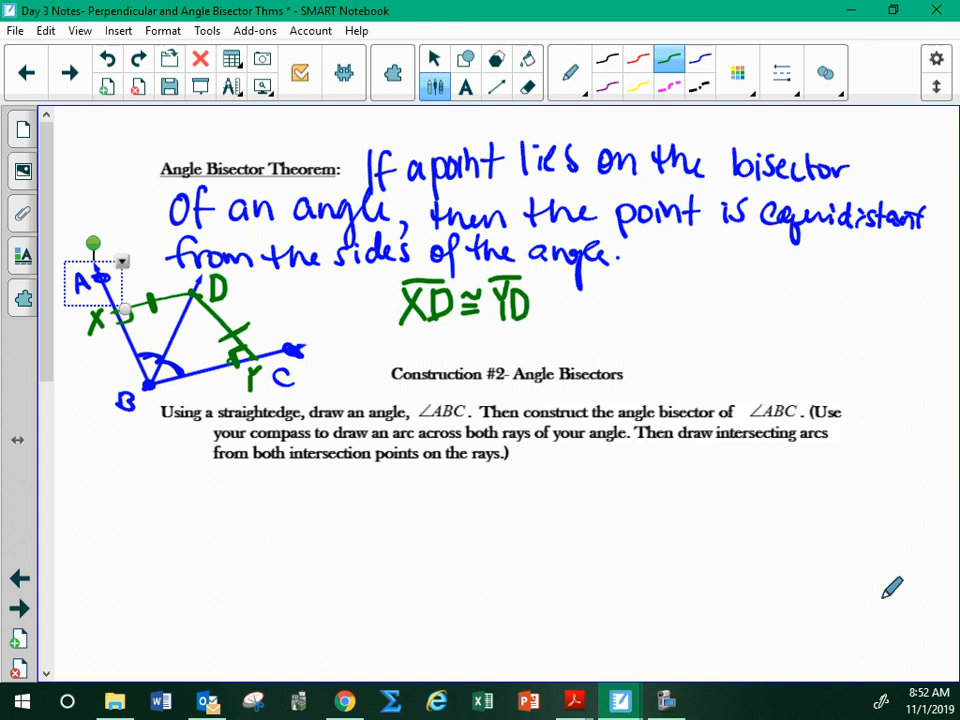 Day 3 Notes- Perpendicular and Angle Bisector Thms * - SMART Notebook
File Edit View Insert Format Tools Add-ons Account Help
Angle Bisector Theorem: If a point lies on the bisector
of an angle, then the point is equidistant
from the sides of the angle.
A
D
XD ≅ YD
X
Y C
B
Construction #2- Angle Bisectors
Using a straightedge, draw an angle, ∠ABC. Then construct the angle bisector of ∠ABC. (Use
your compass to draw an arc across both rays of your angle. Then draw intersecting arcs
from both intersection points on the rays.)
8:52 AM
11/1/2019